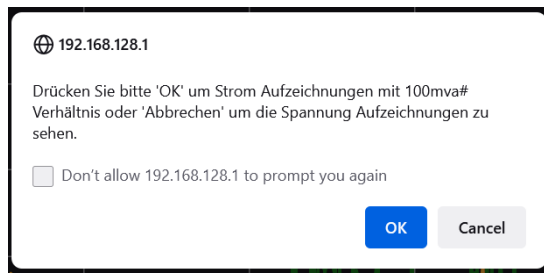 192.168.128.1
Drücken Sie bitte 'OK' um Strom Aufzeichnungen mit 100mva#
Verhältnis oder 'Abbrechen' um die Spannung Aufzeichnungen zu
sehen.
Don't allow 192.168.128.1 to prompt you again
OK
Cancel